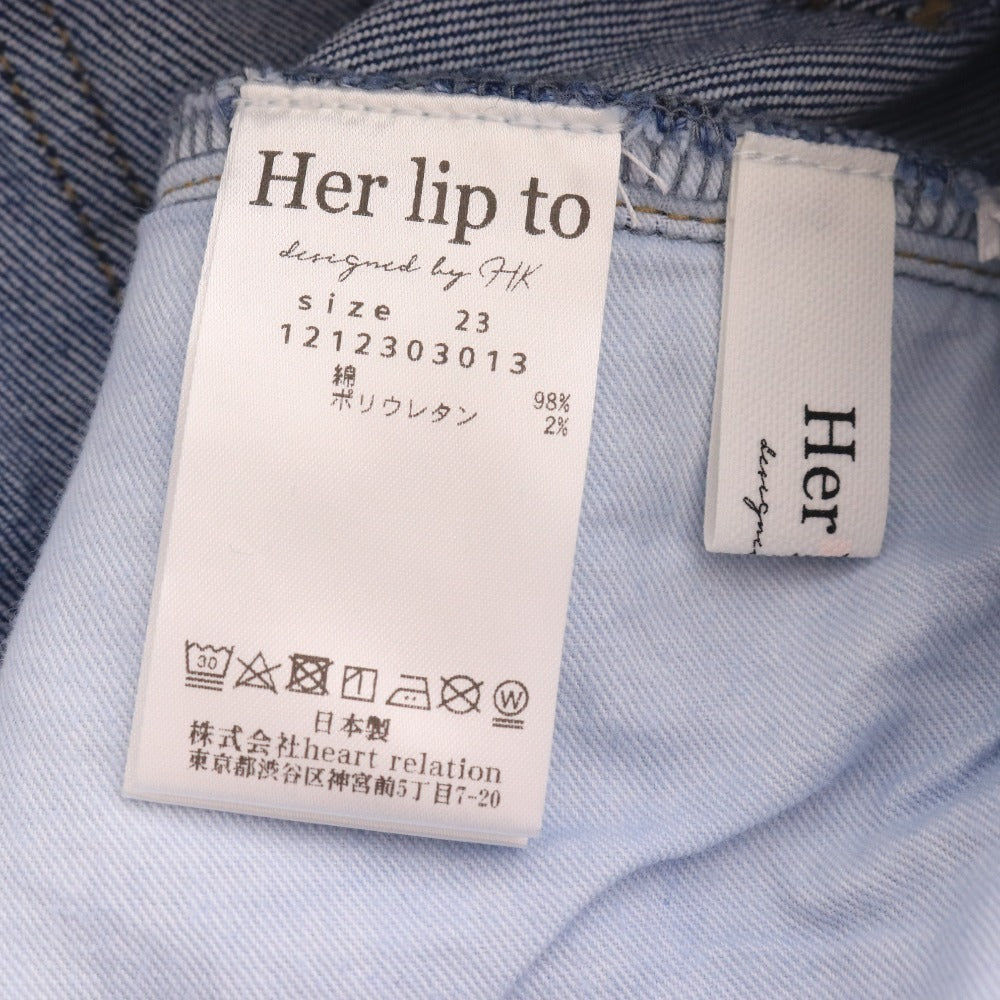 Her lip to
designed by HK
size 23
1212303013
綿 98%
ポリウレタン 2%
30
W
日本製
株式会社heart relation
東京都渋谷区神宮前5丁目7-20
Her
designe